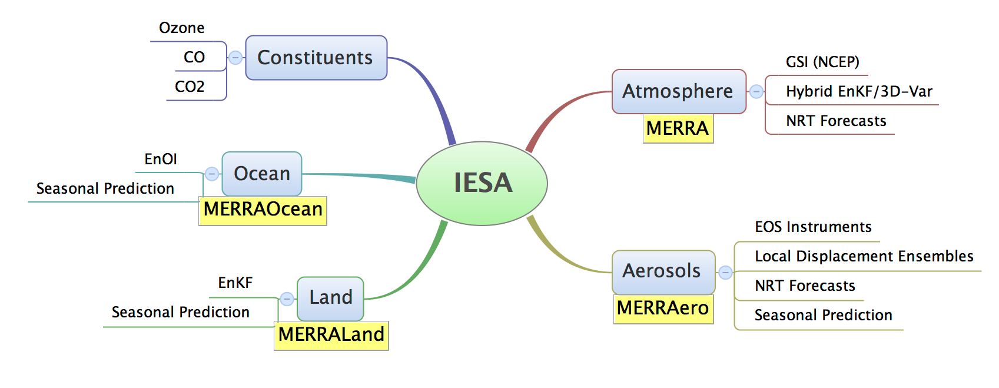 Ozone
CO
CO2
Constituents
EnOI
Seasonal Prediction
Ocean
MERRAOcean
EnKF
Seasonal Prediction
Land
MERRALand
IESA
Atmosphere
MERRA
GSI (NCEP)
Hybrid EnKF/3D-Var
NRT Forecasts
Aerosols
MERRAero
EOS Instruments
Local Displacement Ensembles
NRT Forecasts
Seasonal Prediction